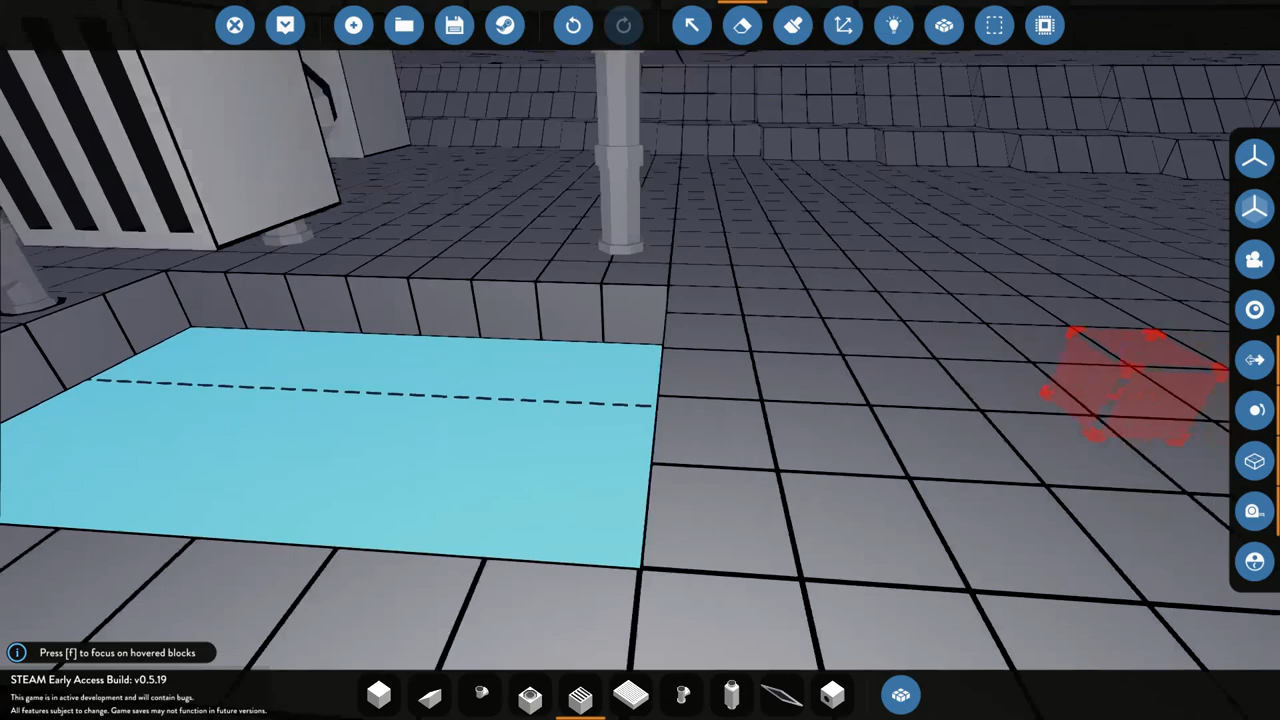 Press [f] to focus on hovered blocks
STEAM Early Access Build: v0.5.19
This game is in active development and will contain bugs.
All features subject to change. Game saves may not function in future versions.